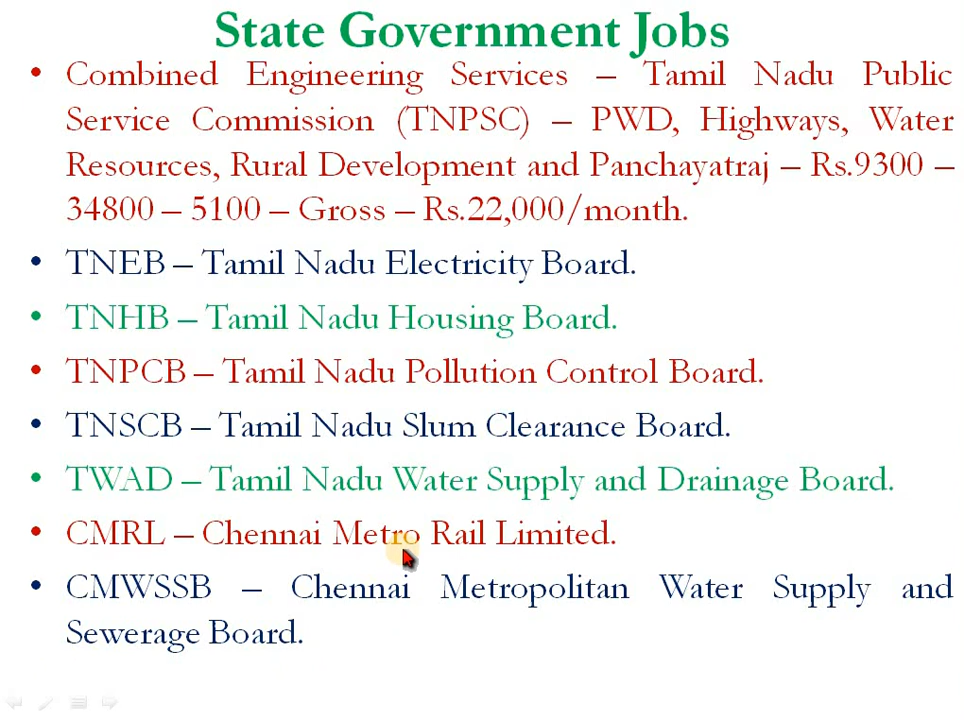 State Government Jobs
• Combined Engineering Services – Tamil Nadu Public
Service Commission (TNPSC) – PWD, Highways, Water
Resources, Rural Development and Panchayatraj – Rs.9300 –
34800 – 5100 – Gross – Rs.22,000/month.
• TNEB – Tamil Nadu Electricity Board.
• TNHB – Tamil Nadu Housing Board.
• TNPCB – Tamil Nadu Pollution Control Board.
• TNSCB – Tamil Nadu Slum Clearance Board.
• TWAD – Tamil Nadu Water Supply and Drainage Board.
• CMRL – Chennai Metro Rail Limited.
• CMWSSB – Chennai Metropolitan Water Supply and
Sewerage Board.